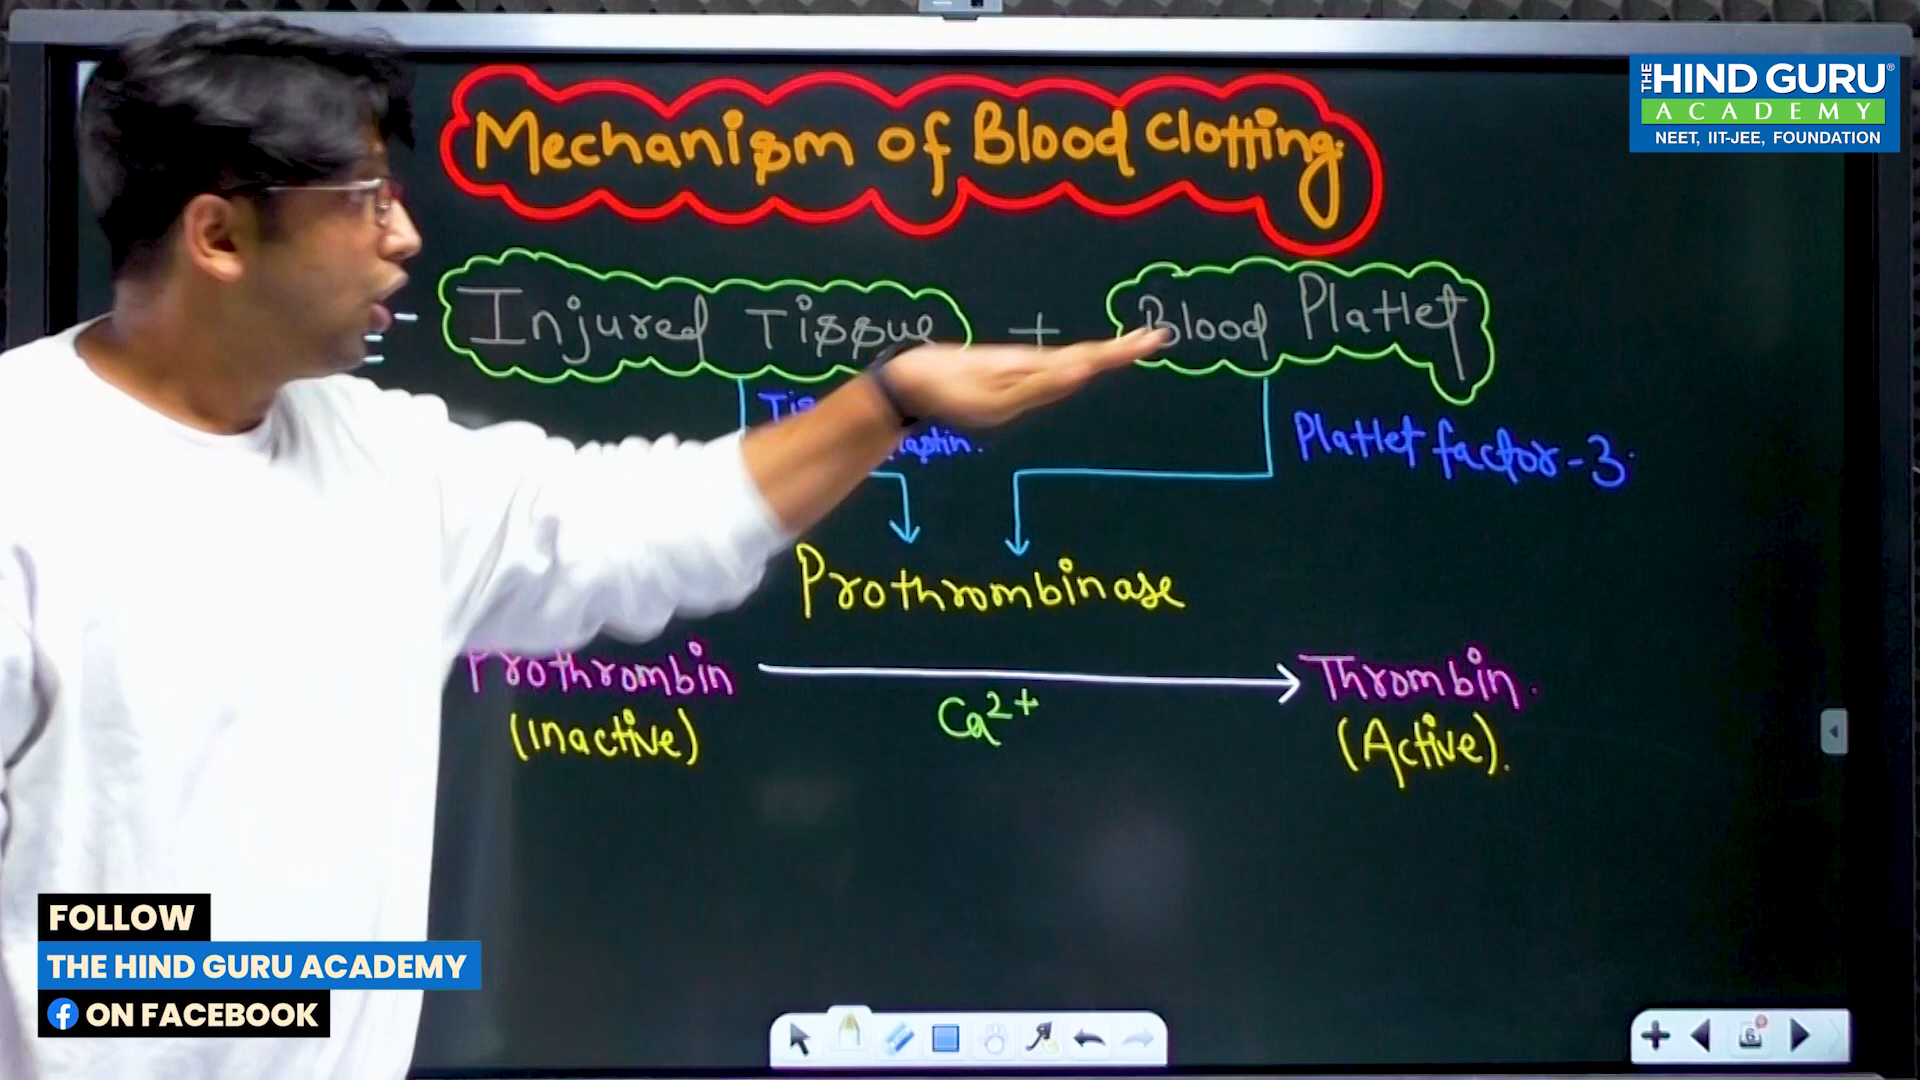 Mechanism of Blood Clotting:
THE HIND GURU®
ACADEMY
NEET, IIT-JEE, FOUNDATION
Injured Tissue + Blood Platlet
Platlet factor-3.
Prothrombinase
Prothrombin Thrombin.
Ca2+
(Inactive) (Active).
FOLLOW
THE HIND GURU ACADEMY
ON FACEBOOK
6